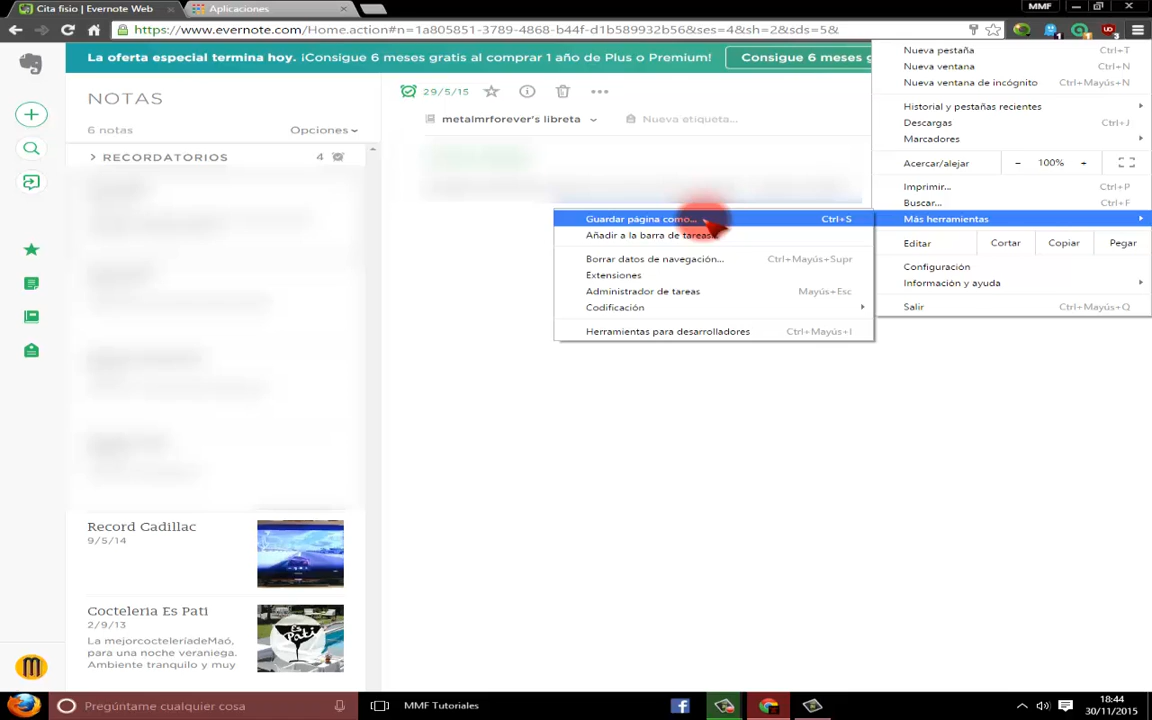 Cita fisio | Evernote Web
Aplicaciones
MMF
https://www.evernote.com/Home.action#n=1a805851-3789-4868-b44f-d1b589932b56&ses=4&sh=2&sds=5&
La oferta especial termina hoy. ¡Consigue 6 meses gratis al comprar 1 año de Plus o Premium!
Consigue 6 meses g
NOTAS
6 notas
Opciones
RECORDATORIOS
4
29/5/15
metalmrforever's libreta
Nueva etiqueta...
Nueva pestaña Ctrl+T
Nueva ventana Ctrl+N
Nueva ventana de incógnito Ctrl+Mayús+N
Historial y pestañas recientes
Descargas Ctrl+J
Marcadores
Acercar/alejar − 100% +
Imprimir... Ctrl+P
Buscar... Ctrl+F
Más herramientas
Editar Cortar Copiar Pegar
Configuración
Información y ayuda
Salir Ctrl+Mayús+Q
Guardar página como... Ctrl+S
Añadir a la barra de tareas...
Borrar datos de navegación... Ctrl+Mayús+Supr
Extensiones
Administrador de tareas Mayús+Esc
Codificación
Herramientas para desarrolladores Ctrl+Mayús+I
Record Cadillac
9/5/14
Cocteleria Es Pati
2/9/13
La mejorcocteleríadeMaó,
para una noche veraniega.
Ambiente tranquilo y muy
Es Pati
Pregúntame cualquier cosa
MMF Tutoriales
18:44
30/11/2015